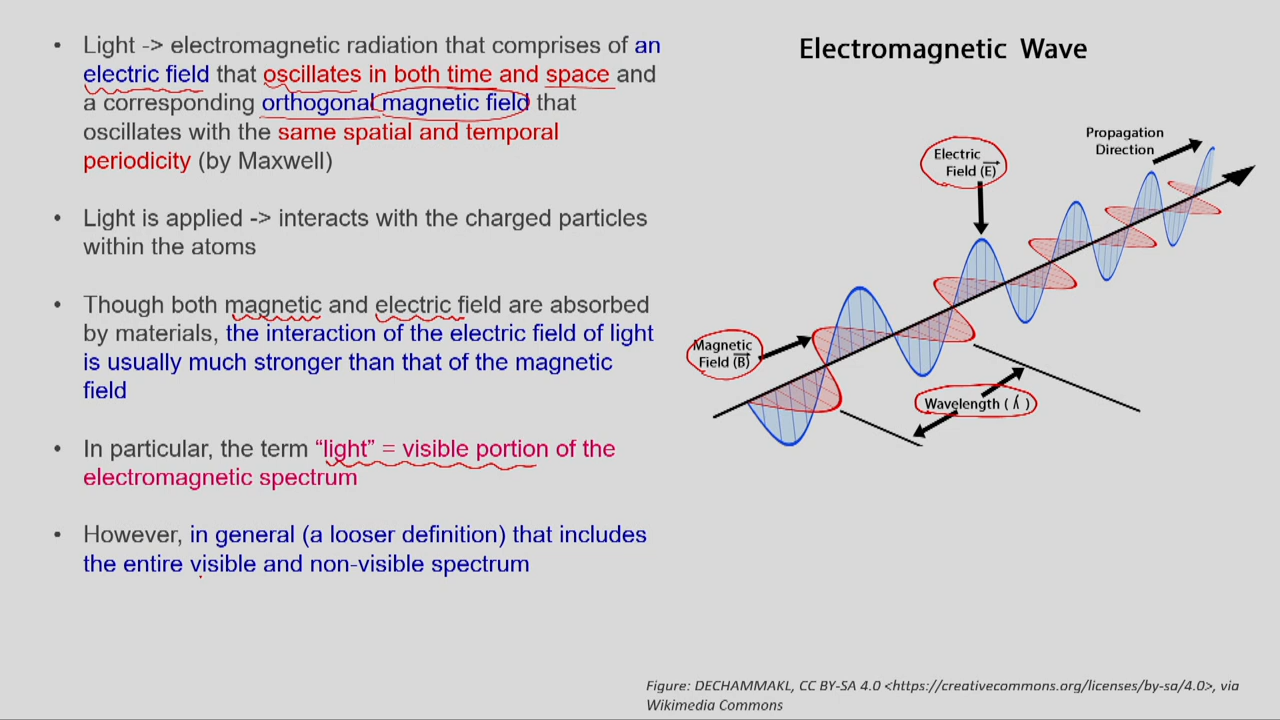 • Light -> electromagnetic radiation that comprises of an
electric field that oscillates in both time and space and
a corresponding orthogonal magnetic field that
oscillates with the same spatial and temporal
periodicity (by Maxwell)
• Light is applied -> interacts with the charged particles
within the atoms
• Though both magnetic and electric field are absorbed
by materials, the interaction of the electric field of light
is usually much stronger than that of the magnetic
field
• In particular, the term “light” = visible portion of the
electromagnetic spectrum
• However, in general (a looser definition) that includes
the entire visible and non-visible spectrum
Electromagnetic Wave
Propagation
Direction
Electric
Field (E)
Magnetic
Field (B)
Wavelength ( λ )
Figure: DECHAMMAKL, CC BY-SA 4.0 <https://creativecommons.org/licenses/by-sa/4.0>, via
Wikimedia Commons